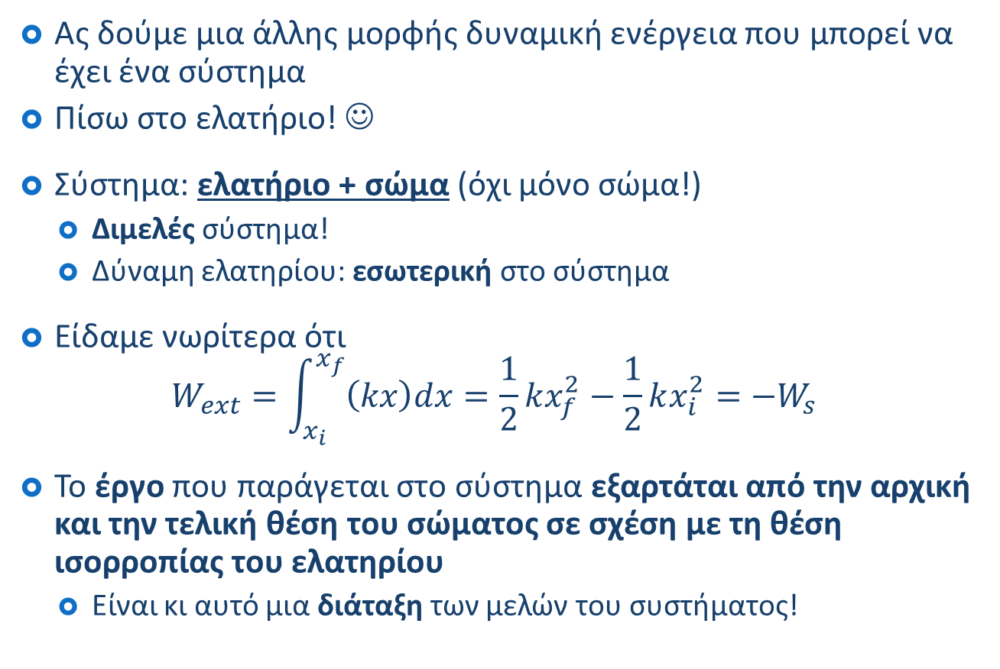 Ας δούμε μια άλλης μορφής δυναμική ενέργεια που μπορεί να
έχει ένα σύστημα
Πίσω στο ελατήριο! ☺
Σύστημα: ελατήριο + σώμα (όχι μόνο σώμα!)
Διμελές σύστημα!
Δύναμη ελατηρίου: εσωτερική στο σύστημα
Είδαμε νωρίτερα ότι
$W_{ext} = \int_{x_i}^{x_f} (kx)dx = \frac{1}{2}kx_f^2 - \frac{1}{2}kx_i^2 = -W_s$
Το έργο που παράγεται στο σύστημα εξαρτάται από την αρχική
και την τελική θέση του σώματος σε σχέση με τη θέση
ισορροπίας του ελατηρίου
Είναι κι αυτό μια διάταξη των μελών του συστήματος!